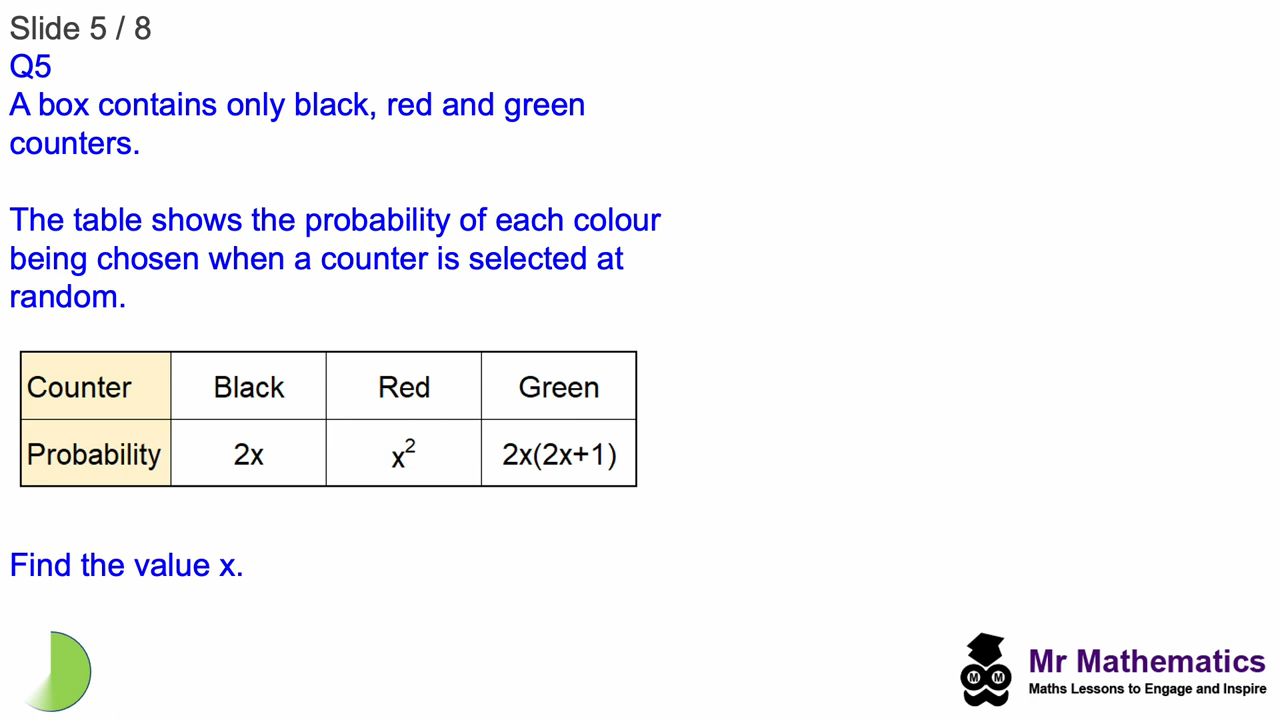 Slide 5 / 8
Q5
A box contains only black, red and green
counters.
The table shows the probability of each colour
being chosen when a counter is selected at
random.
Counter Black Red Green
Probability 2x x² 2x(2x+1)
Find the value x.
M M
Mr Mathematics
Maths Lessons to Engage and Inspire